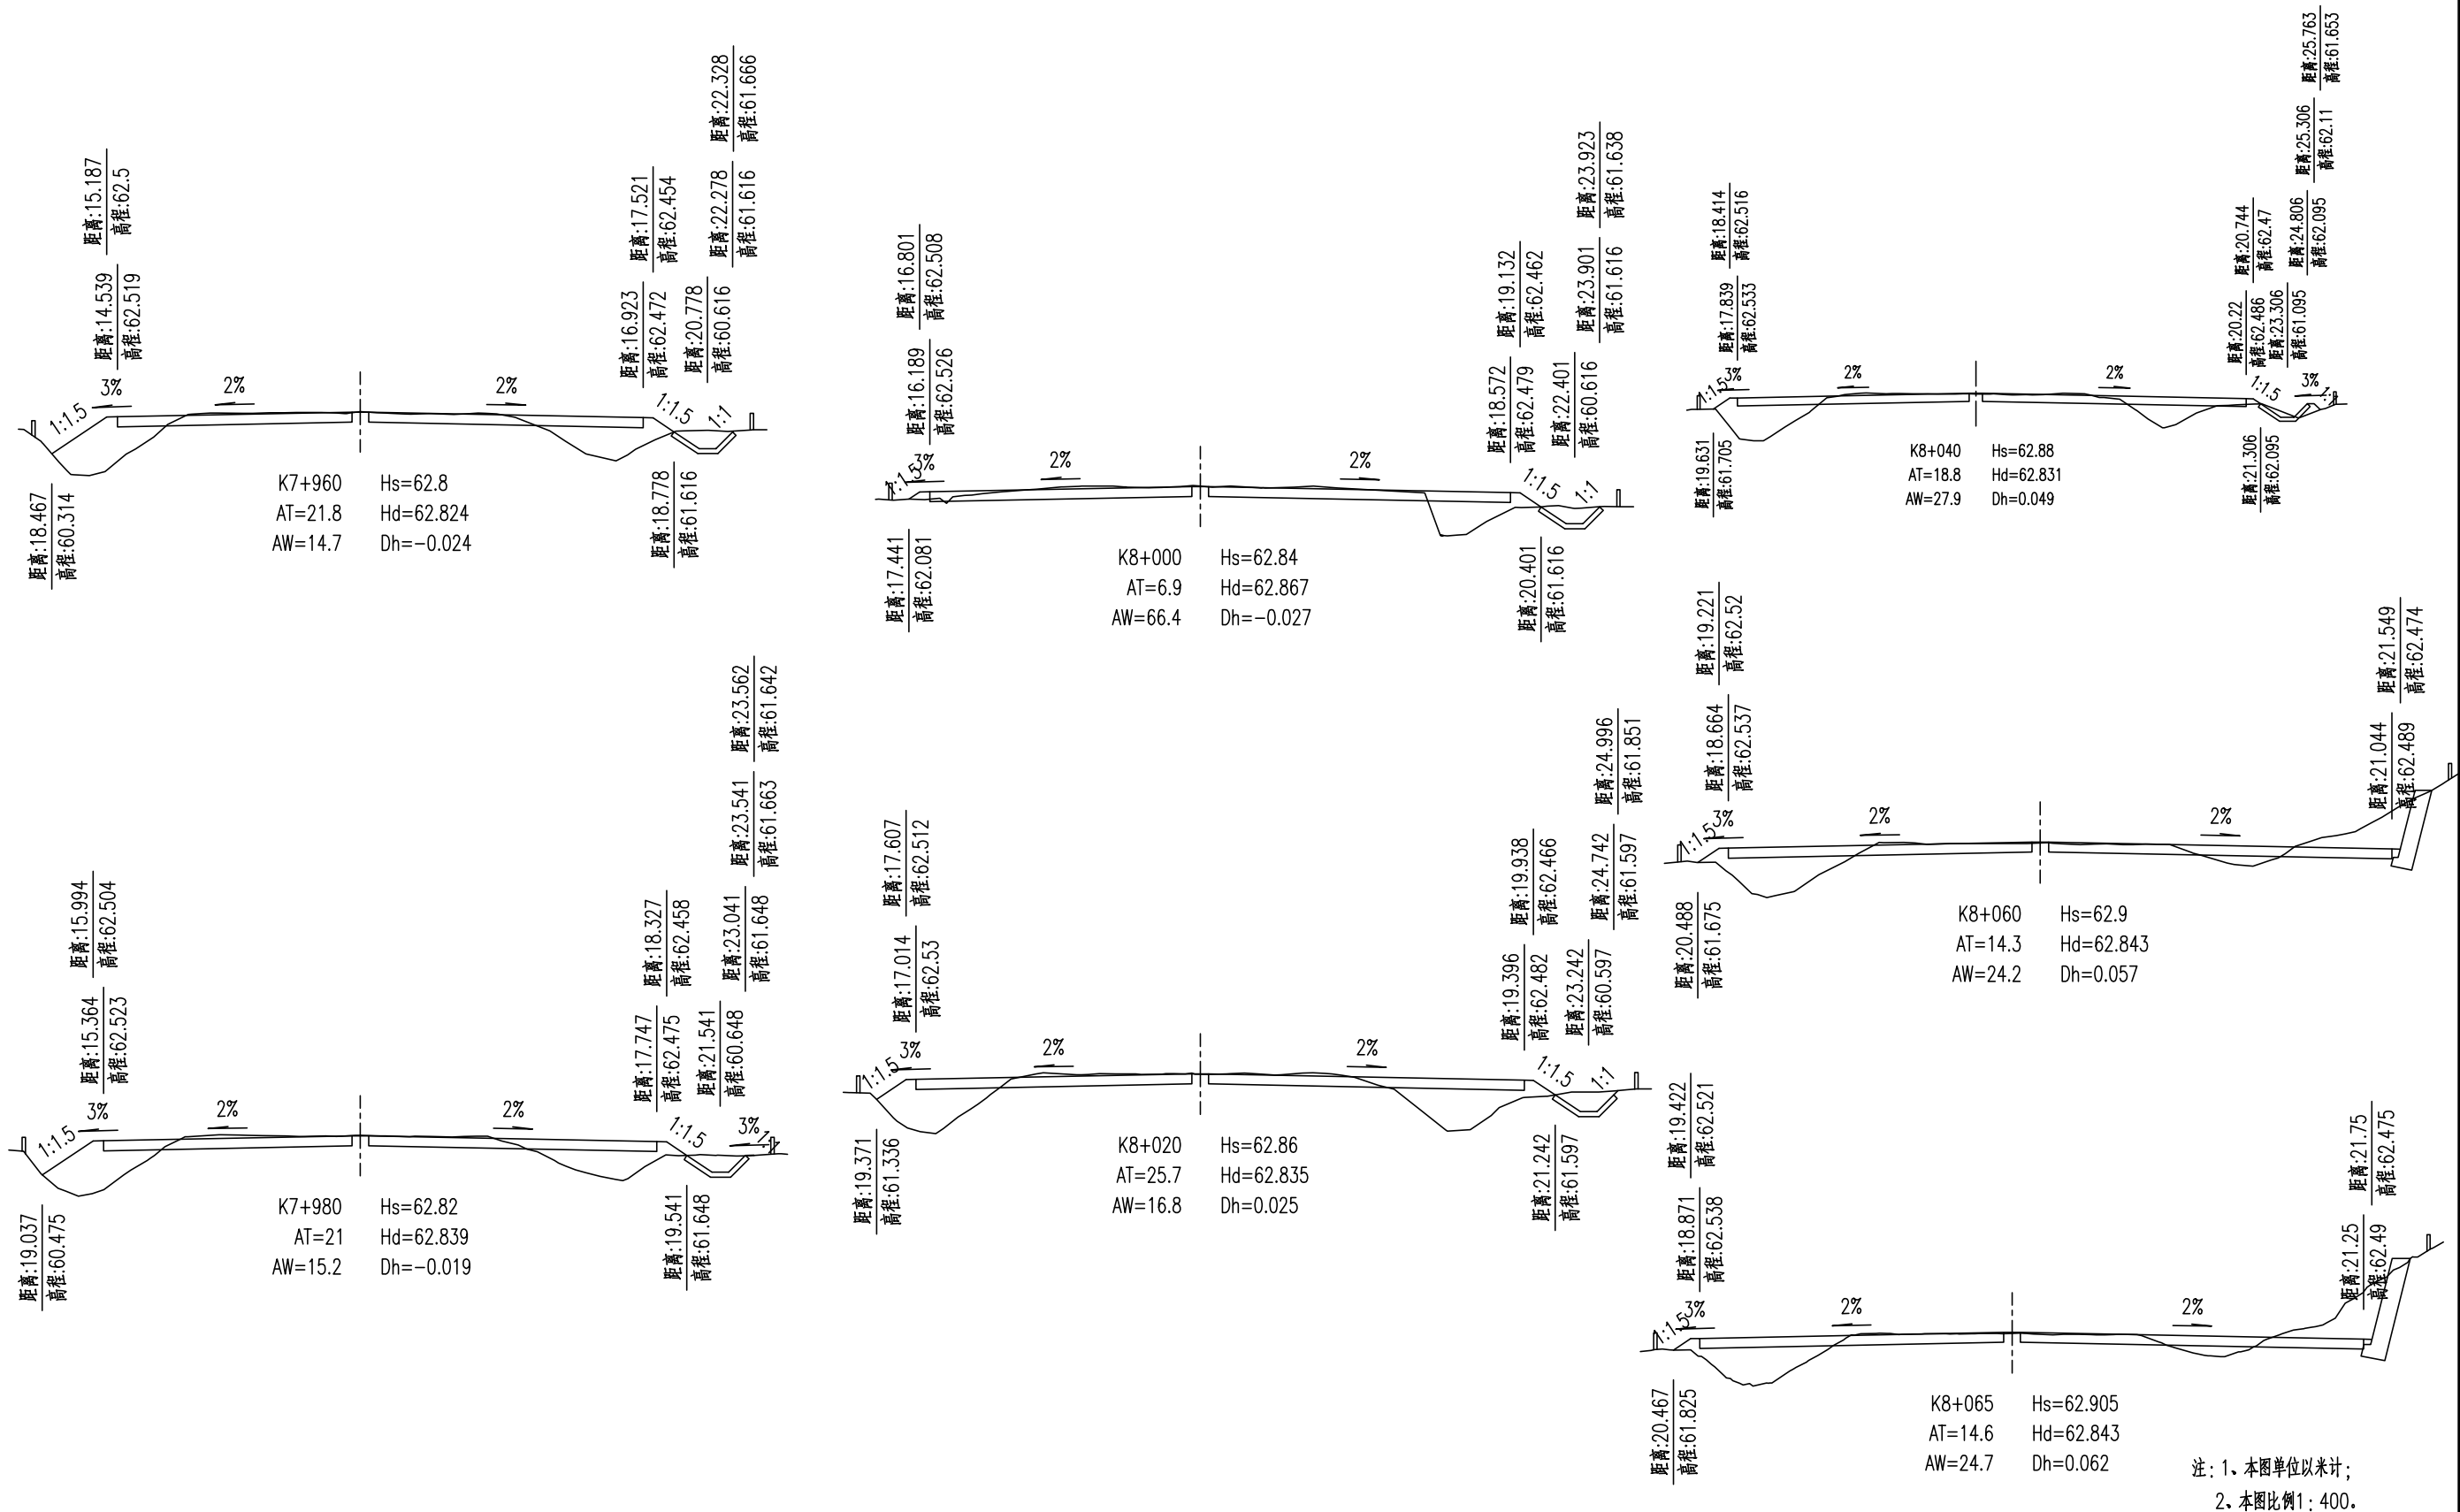 距离:15.187
高程:62.5
距离:14.539
高程:62.519
距离:17.521
高程:62.454
距离:16.923
高程:62.472
距离:22.328
高程:61.666
距离:22.278
高程:61.616
距离:20.778
高程:60.616
1:1.5
3%
2%
2%
1:1.5
1:1
距离:18.467
高程:60.314
距离:18.778
高程:61.616
K7+960 Hs=62.8
AT=21.8 Hd=62.824
AW=14.7 Dh=-0.024
距离:15.994
高程:62.504
距离:15.364
高程:62.523
距离:18.327
高程:62.458
距离:17.747
高程:62.475
距离:23.562
高程:61.642
距离:23.541
高程:61.663
距离:23.041
高程:61.648
距离:21.541
高程:60.648
1:1.5
3%
2%
2%
1:1.5
3%
1:1
距离:19.037
高程:60.475
距离:19.541
高程:61.648
K7+980 Hs=62.82
AT=21 Hd=62.839
AW=15.2 Dh=-0.019
距离:16.801
高程:62.508
距离:16.189
高程:62.526
距离:19.132
高程:62.462
距离:18.572
高程:62.479
距离:23.923
高程:61.638
距离:23.901
高程:61.616
距离:22.401
高程:60.616
1:1.5
3%
2%
2%
1:1.5
1:1
距离:17.441
高程:62.081
距离:20.401
高程:61.616
K8+000 Hs=62.84
AT=6.9 Hd=62.867
AW=66.4 Dh=-0.027
距离:17.607
高程:62.512
距离:17.014
高程:62.53
距离:19.938
高程:62.466
距离:19.396
高程:62.482
距离:24.996
高程:61.851
距离:24.742
高程:61.597
距离:23.242
高程:60.597
1:1.5
3%
2%
2%
1:1.5
1:1
距离:19.371
高程:61.336
距离:21.242
高程:61.597
K8+020 Hs=62.86
AT=25.7 Hd=62.835
AW=16.8 Dh=0.025
距离:18.414
高程:62.516
距离:17.839
高程:62.533
距离:20.744
高程:62.47
距离:20.22
高程:62.486
距离:25.763
高程:61.653
距离:25.306
高程:62.11
距离:24.806
高程:62.095
距离:23.306
高程:61.095
1:1.5
3%
2%
2%
1:1.5
3%
1:1
距离:19.631
高程:61.705
距离:21.306
高程:62.095
K8+040 Hs=62.88
AT=18.8 Hd=62.831
AW=27.9 Dh=0.049
距离:19.221
高程:62.52
距离:18.664
高程:62.537
距离:21.549
高程:62.474
距离:21.044
高程:62.489
1:1.5
3%
2%
2%
距离:20.488
高程:61.675
K8+060 Hs=62.9
AT=14.3 Hd=62.843
AW=24.2 Dh=0.057
距离:19.422
高程:62.521
距离:18.871
高程:62.538
距离:21.75
高程:62.475
距离:21.25
高程:62.49
1:1.5
3%
2%
2%
距离:20.467
高程:61.825
K8+065 Hs=62.905
AT=14.6 Hd=62.843
AW=24.7 Dh=0.062
注:1、本图单位以米计;
2、本图比例1:400。